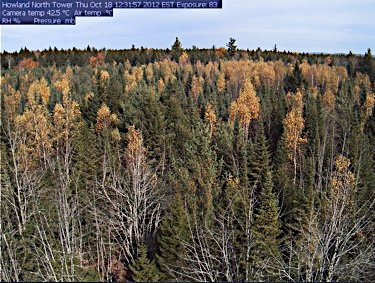 Howland North Tower Thu Oct 18 12:31:57 2012 EST Exposure: 83
Camera temp 42.5 °C Air temp: °C
RH %  Pressure: mb